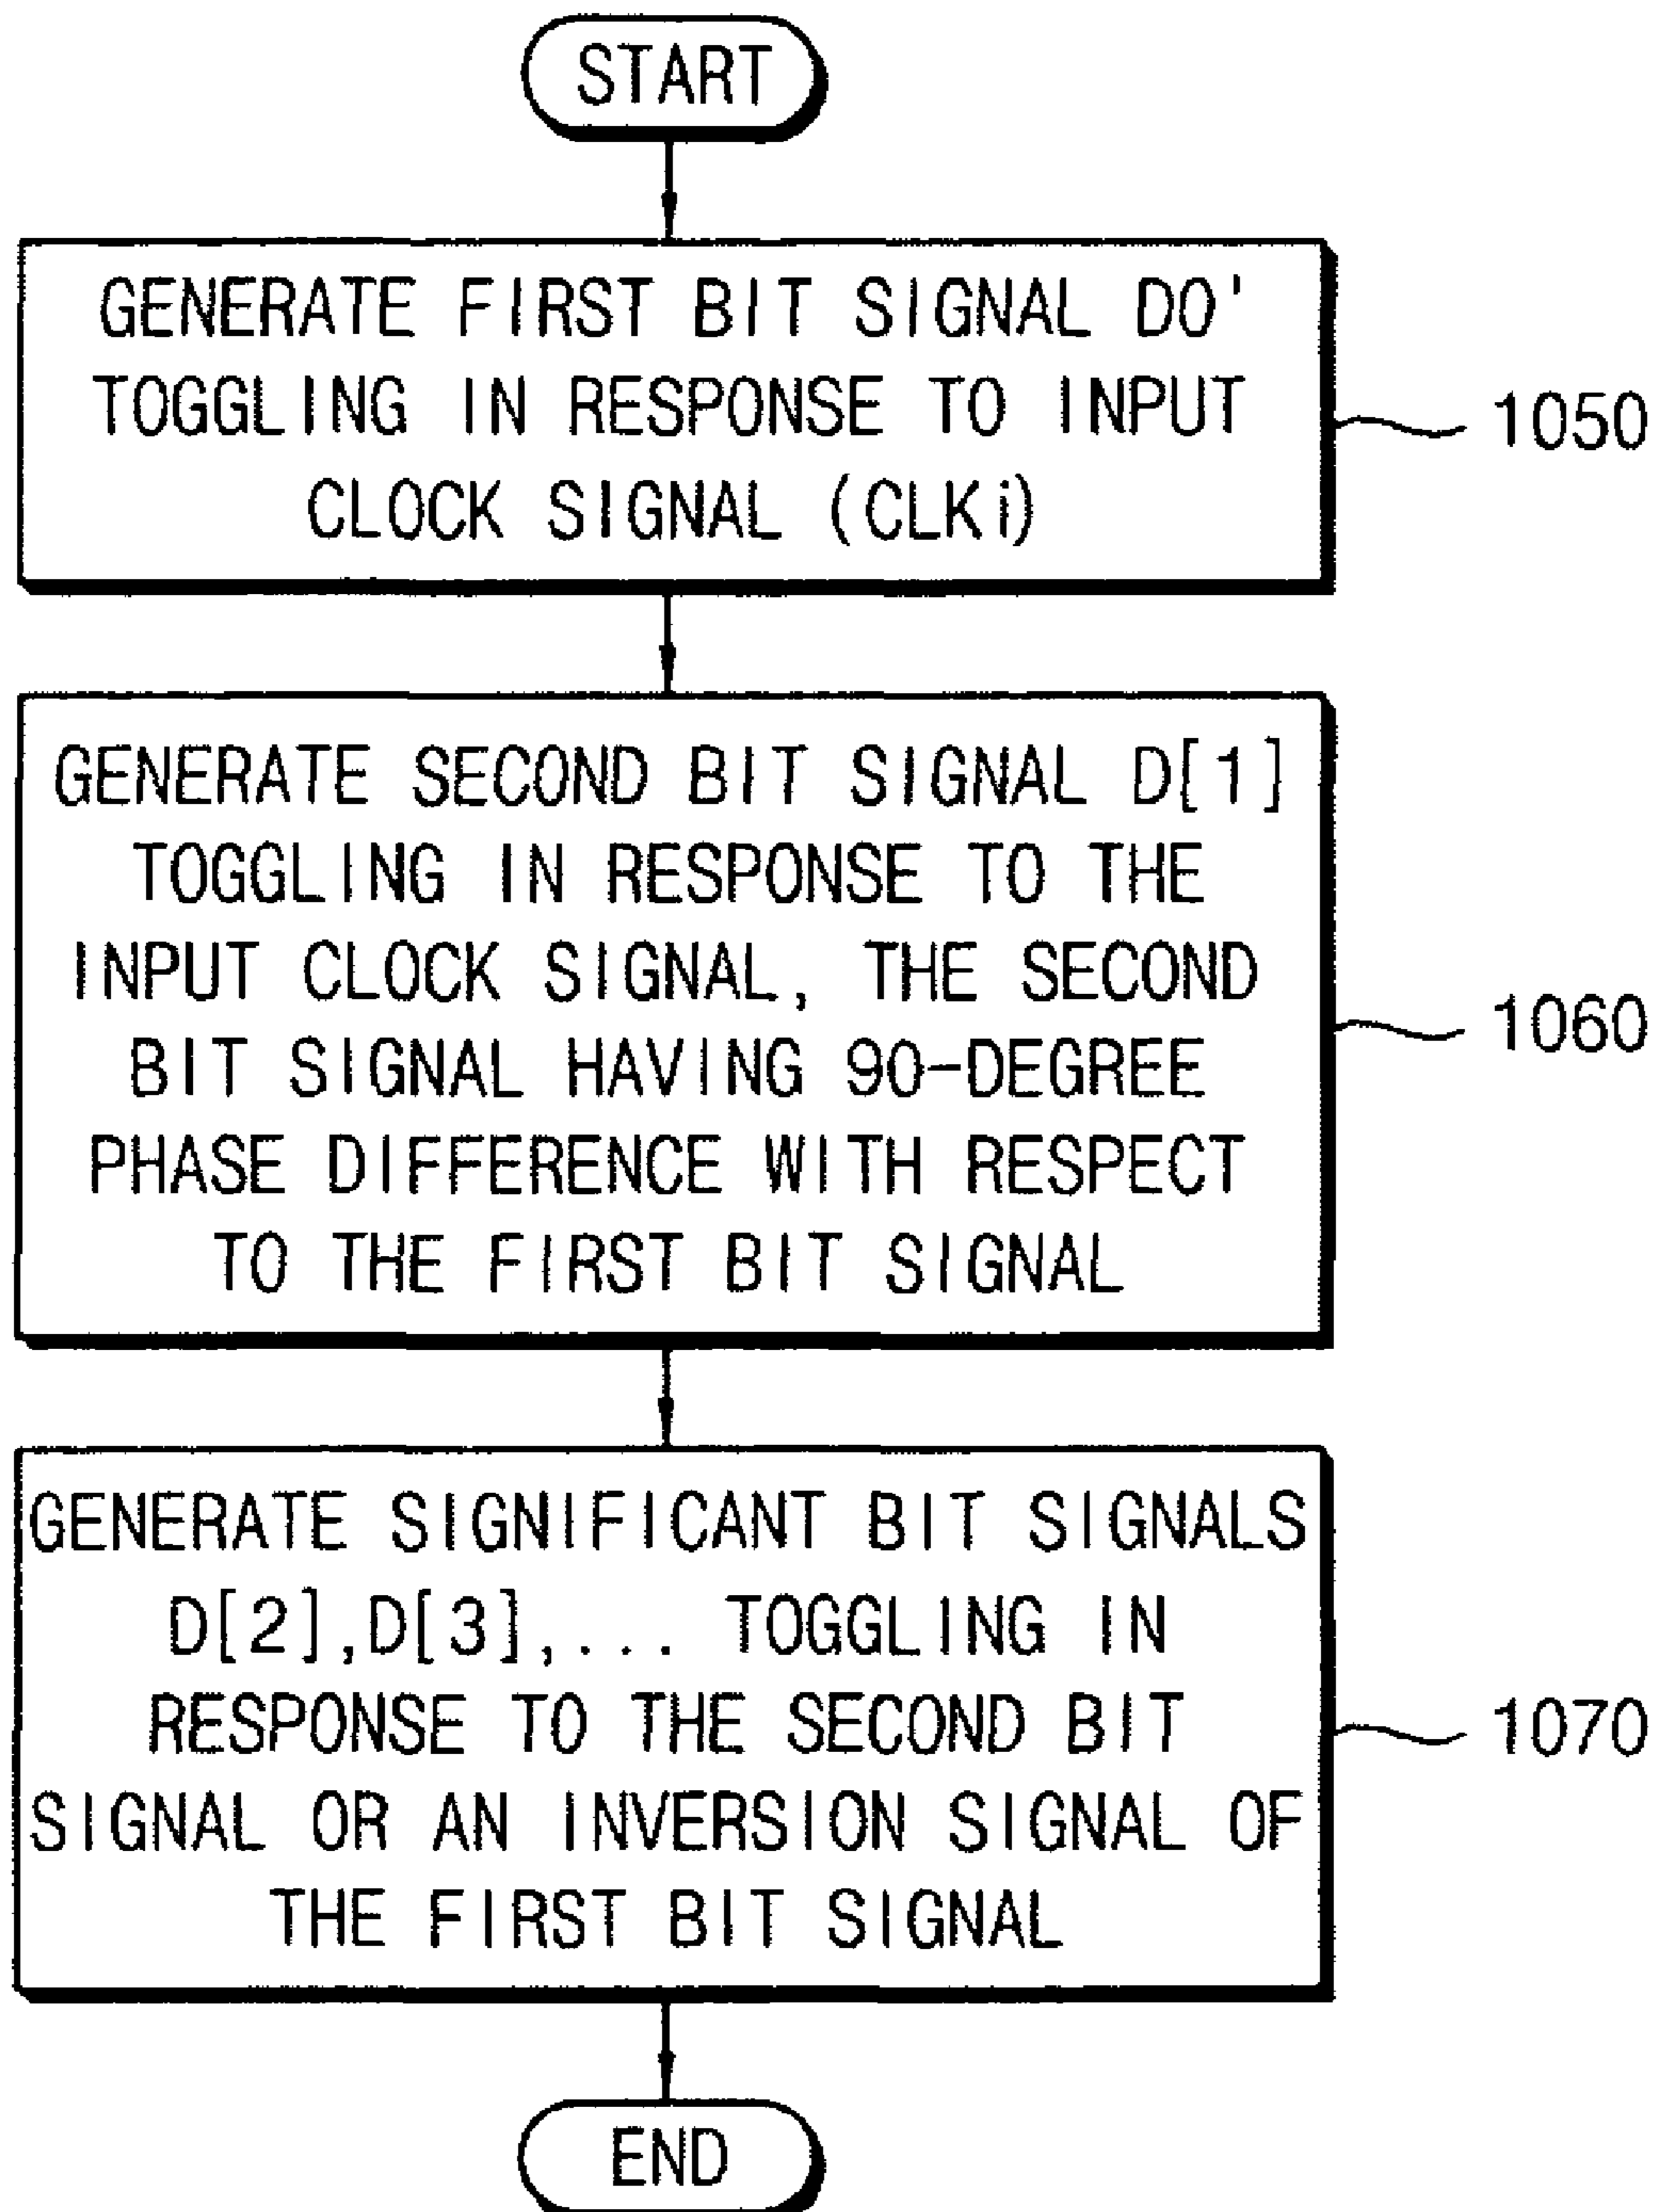 START
GENERATE FIRST BIT SIGNAL DO'
TOGGLING IN RESPONSE TO INPUT
CLOCK SIGNAL (CLKi)
1050
GENERATE SECOND BIT SIGNAL D[1]
TOGGLING IN RESPONSE TO THE
INPUT CLOCK SIGNAL, THE SECOND
BIT SIGNAL HAVING 90-DEGREE
PHASE DIFFERENCE WITH RESPECT
TO THE FIRST BIT SIGNAL
1060
GENERATE SIGNIFICANT BIT SIGNALS
D[2],D[3],... TOGGLING IN
RESPONSE TO THE SECOND BIT
SIGNAL OR AN INVERSION SIGNAL OF
THE FIRST BIT SIGNAL
1070
END